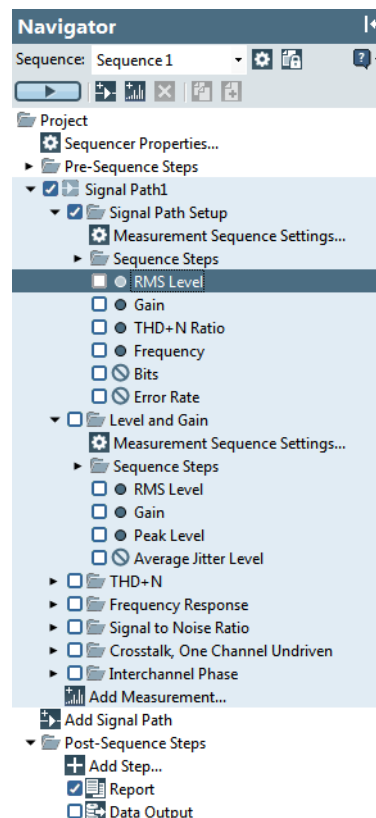 Navigator
Sequence: Sequence 1
Project
Sequencer Properties...
Pre-Sequence Steps
Signal Path1
Signal Path Setup
Measurement Sequence Settings...
Sequence Steps
RMS Level
Gain
THD+N Ratio
Frequency
Bits
Error Rate
Level and Gain
Measurement Sequence Settings...
Sequence Steps
RMS Level
Gain
Peak Level
Average Jitter Level
THD+N
Frequency Response
Signal to Noise Ratio
Crosstalk, One Channel Undriven
Interchannel Phase
Add Measurement...
Add Signal Path
Post-Sequence Steps
Add Step...
Report
Data Output